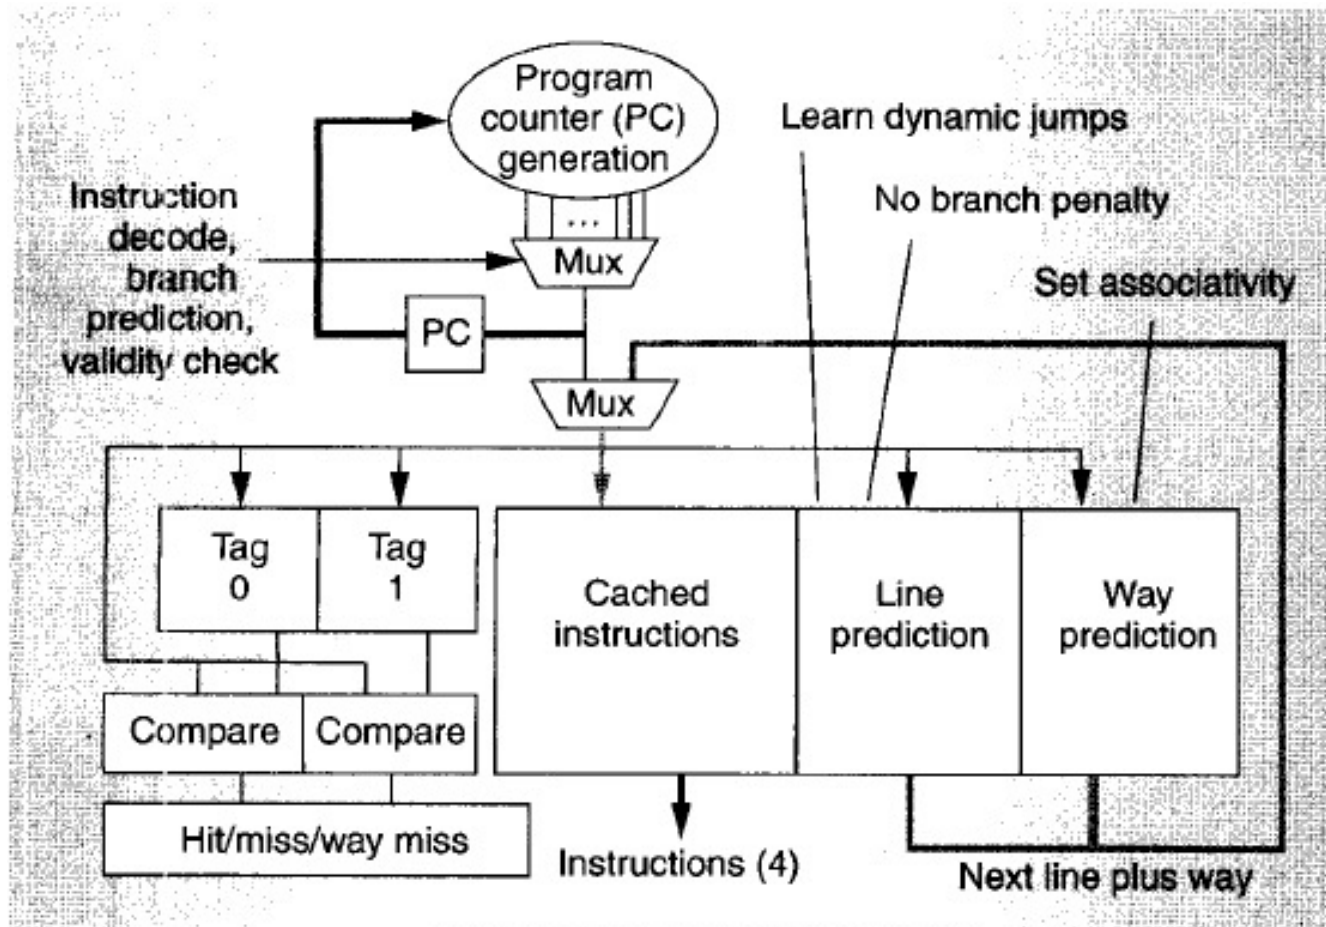 Program
counter (PC)
generation
...
Mux
Learn dynamic jumps
No branch penalty
Set associativity
Instruction
decode,
branch
prediction,
validity check
PC
Mux
Tag
0
Tag
1
Cached
instructions
Line
prediction
Way
prediction
Compare
Compare
Hit/miss/way miss
Instructions (4)
Next line plus way